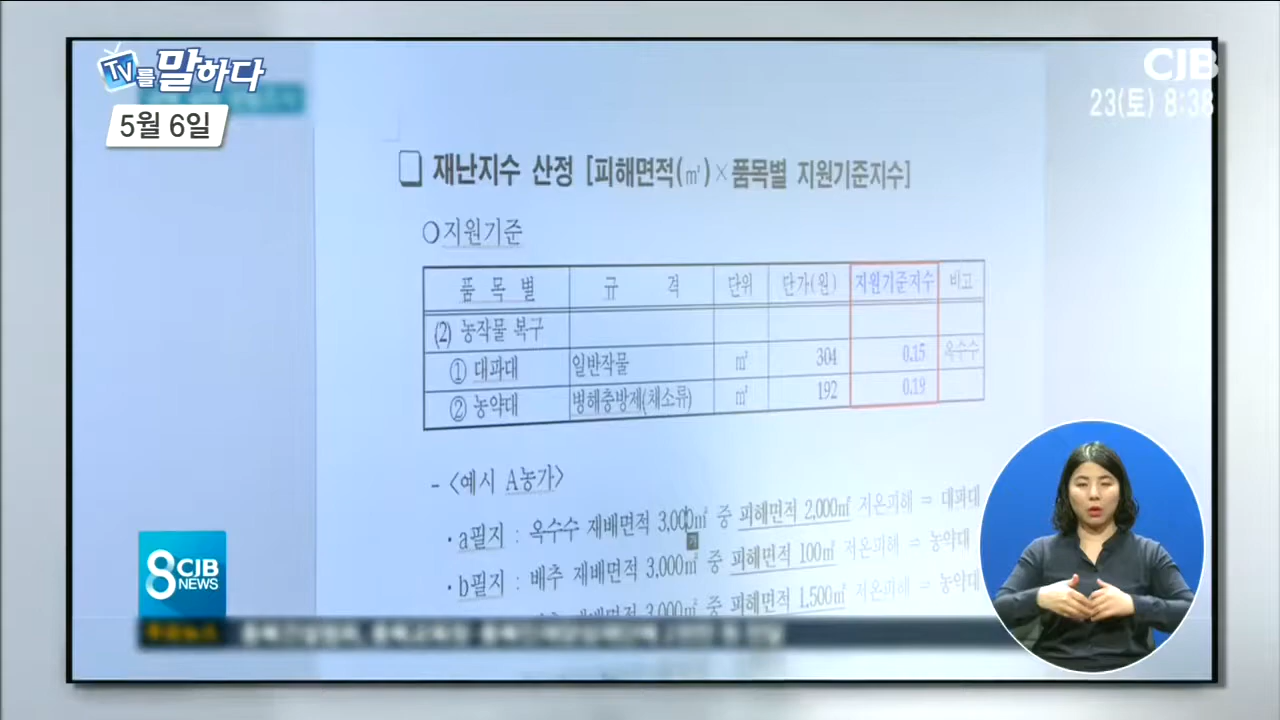 TV를 말하다
CJB
5월 6일
23(토) 8:38
❏ 재난지수 산정 [피해면적(㎡)×품목별 지원기준지수]
○지원기준
품 목 별 규 격 단위 단가(원) 지원기준지수 비고
(2) 농작물 복구
① 대파대 일반작물 ㎡ 304 0.15 옥수수
② 농약대 병해충방제(채소류) ㎡ 192 0.19
- <예시 A농가>
· a필지 : 옥수수 재배면적 3,000㎡ 중 피해면적 2,000㎡ 저온피해 = 대파대
· b필지 : 배추 재배면적 3,000㎡ 중 피해면적 100㎡ 저온피해 = 농약대
재배면적 3,000㎡ 중 피해면적 1,500㎡ 저온피해 = 농약대
8 CJB NEWS